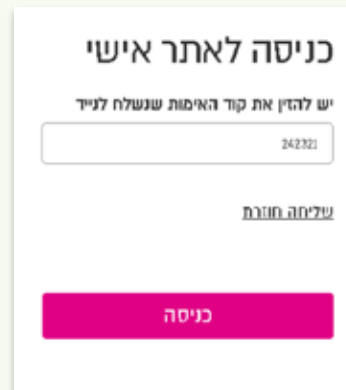 כניסה לאתר אישי
יש להזין את קוד האימות שנשלח לנייד
242321
שליחה חוזרת
כניסה